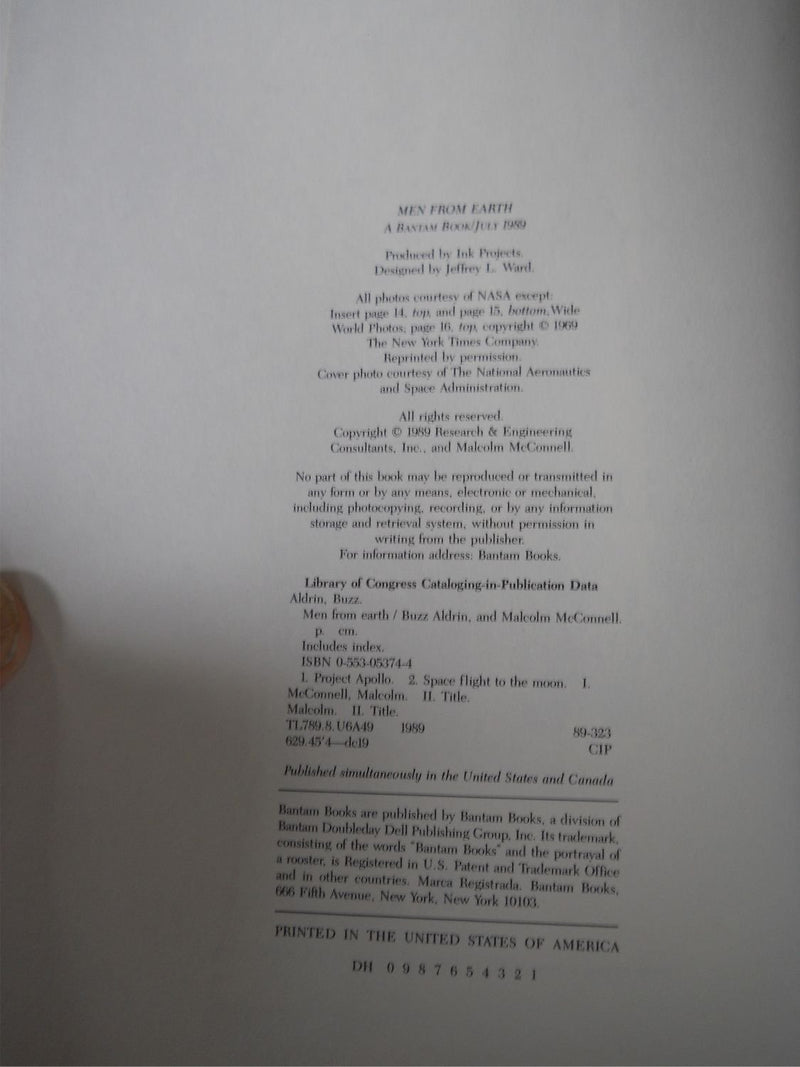 MEN FROM EARTH
A BANTAM BOOK/JULY 1989
Produced by Ink Projects.
Designed by Jeffrey L. Ward.
All photos courtesy of NASA except:
Insert page 14, top, and page 15, bottom, Wide
World Photos; page 16, top, copyright © 1969
The New York Times Company.
Reprinted by permission.
Cover photo courtesy of The National Aeronautics
and Space Administration.
All rights reserved.
Copyright © 1989 Research & Engineering
Consultants, Inc., and Malcolm McConnell.
No part of this book may be reproduced or transmitted in
any form or by any means, electronic or mechanical,
including photocopying, recording, or by any information
storage and retrieval system, without permission in
writing from the publisher.
For information address: Bantam Books.
Library of Congress Cataloging-in-Publication Data
Aldrin, Buzz.
Men from earth / Buzz Aldrin, and Malcolm McConnell.
p. cm.
Includes index.
ISBN 0-553-05374-4
1. Project Apollo. 2. Space flight to the moon. I.
McConnell, Malcolm. II. Title.
Malcolm. II. Title.
TL789.8.U6A49 1989
629.45'4—dc19
89-323
CIP
Published simultaneously in the United States and Canada
Bantam Books are published by Bantam Books, a division of
Bantam Doubleday Dell Publishing Group, Inc. Its trademark,
consisting of the words "Bantam Books" and the portrayal of
a rooster, is Registered in U.S. Patent and Trademark Office
and in other countries. Marca Registrada. Bantam Books,
666 Fifth Avenue, New York, New York 10103.
PRINTED IN THE UNITED STATES OF AMERICA
DH 0 9 8 7 6 5 4 3 2 1